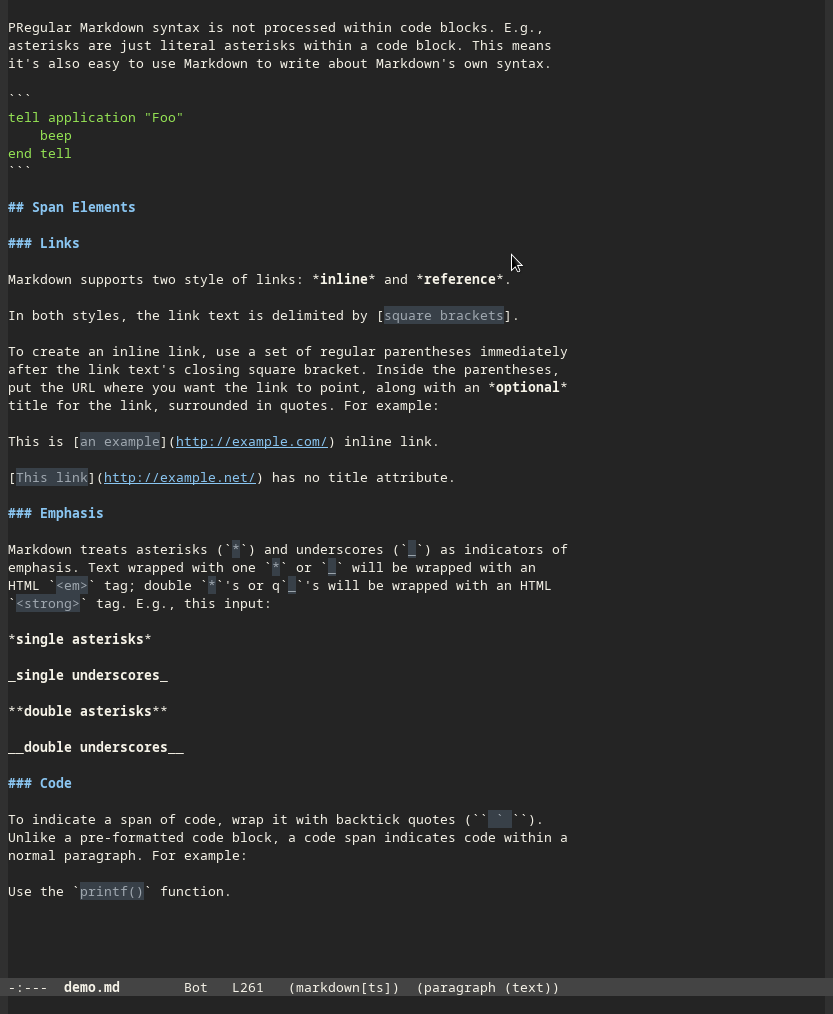 PRegular Markdown syntax is not processed within code blocks. E.g.,
asterisks are just literal asterisks within a code block. This means
it's also easy to use Markdown to write about Markdown's own syntax.
```
tell application "Foo"
    beep
end tell
```
## Span Elements
### Links
Markdown supports two style of links: *inline* and *reference*.
In both styles, the link text is delimited by [square brackets].
To create an inline link, use a set of regular parentheses immediately
after the link text's closing square bracket. Inside the parentheses,
put the URL where you want the link to point, along with an *optional*
title for the link, surrounded in quotes. For example:
This is [an example](http://example.com/) inline link.
[This link](http://example.net/) has no title attribute.
### Emphasis
Markdown treats asterisks (`*`) and underscores (`_`) as indicators of
emphasis. Text wrapped with one `*` or `_` will be wrapped with an
HTML `<em>` tag; double `*`'s or q`_`'s will be wrapped with an HTML
`<strong>` tag. E.g., this input:
*single asterisks*
_single underscores_
**double asterisks**
__double underscores__
### Code
To indicate a span of code, wrap it with backtick quotes (`` ` ``).
Unlike a pre-formatted code block, a code span indicates code within a
normal paragraph. For example:
Use the `printf()` function.
-:---  demo.md        Bot   L261   (markdown[ts])  (paragraph (text))